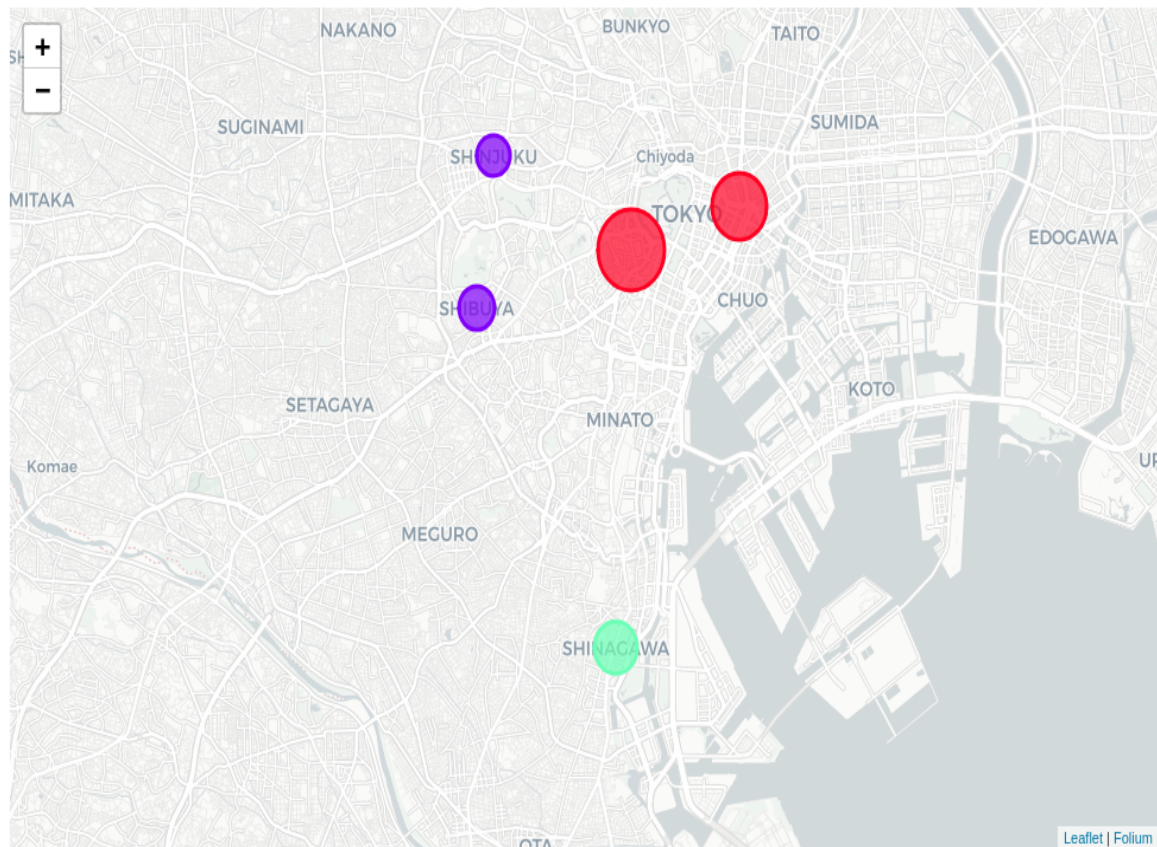 NAKANO
BUNKYO
TAITO
+
−
SUGINAMI
SUMIDA
SHINJUKU
Chiyoda
MITAKA
TOKYO
EDOGAWA
CHUO
SHIBUYA
KOTO
SETAGAYA
MINATO
Komae
MEGURO
SHINAGAWA
Leaflet | Folium